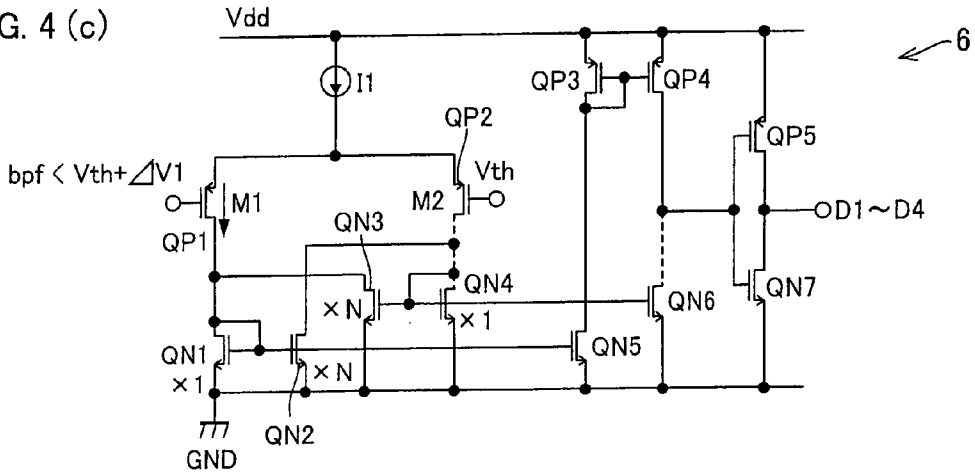 G. 4 (c)
Vdd
6
I1
QP3
QP4
QP2
QP5
bpf < Vth+⊿V1
Vth
M1
M2
D1～D4
QP1
QN3
QN4
×N
×1
QN6
QN7
QN1
×1
×N
QN5
QN2
GND